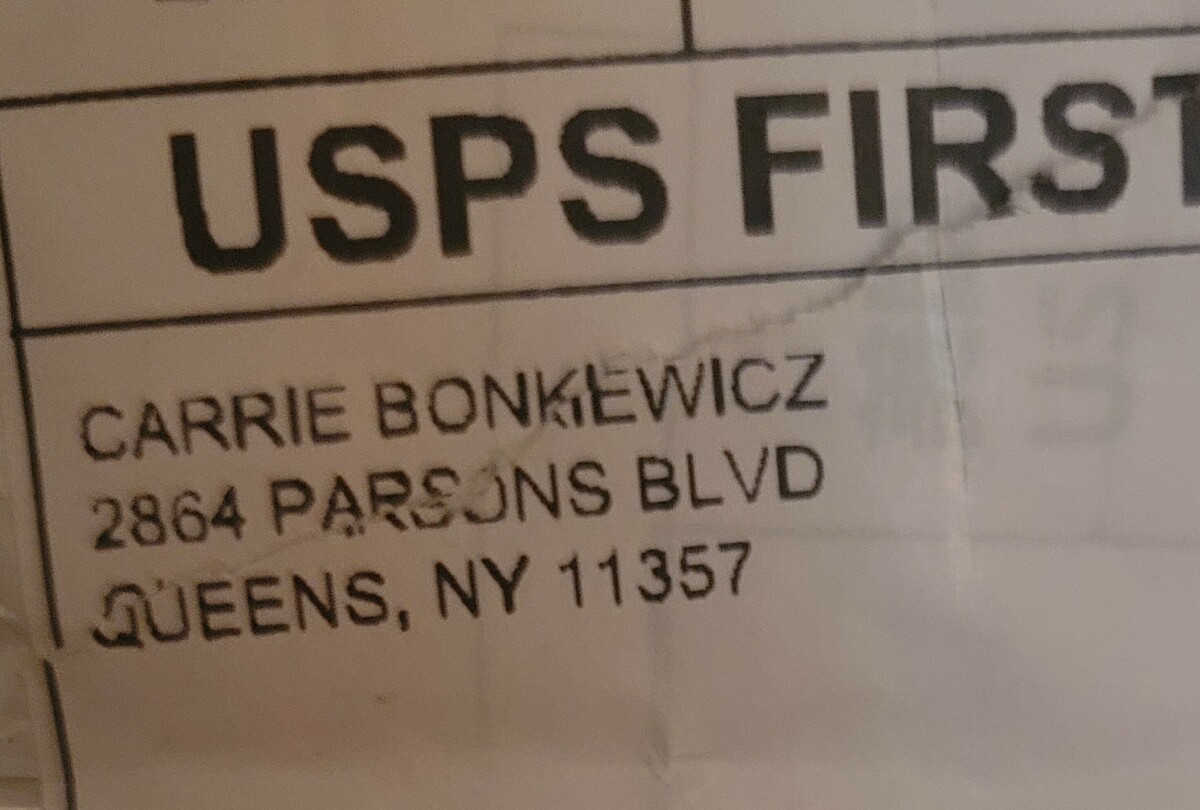 USPS FIRST
CARRIE BONKIEWICZ
2864 PARSONS BLVD
QUEENS, NY 11357